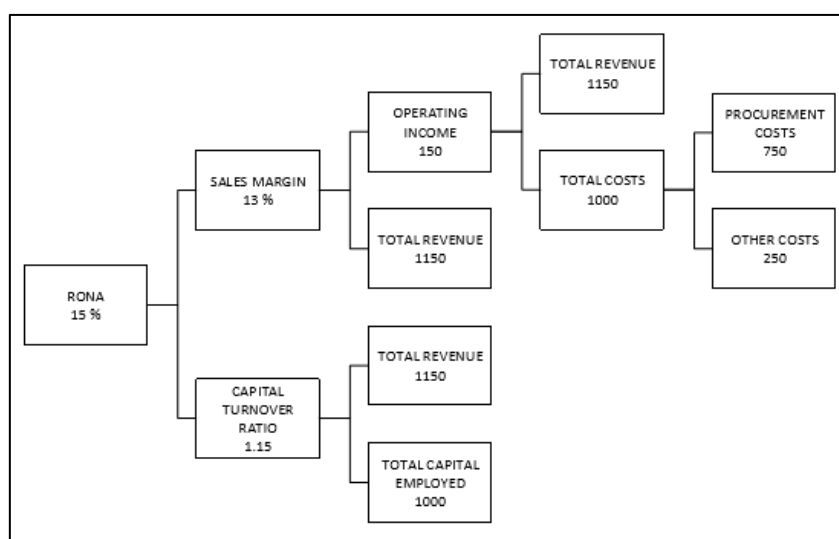 TOTAL REVENUE
1150
OPERATING
INCOME
150
PROCUREMENT
COSTS
750
SALES MARGIN
13 %
TOTAL COSTS
1000
TOTAL REVENUE
1150
OTHER COSTS
250
RONA
15 %
TOTAL REVENUE
1150
CAPITAL
TURNOVER
RATIO
1.15
TOTAL CAPITAL
EMPLOYED
1000